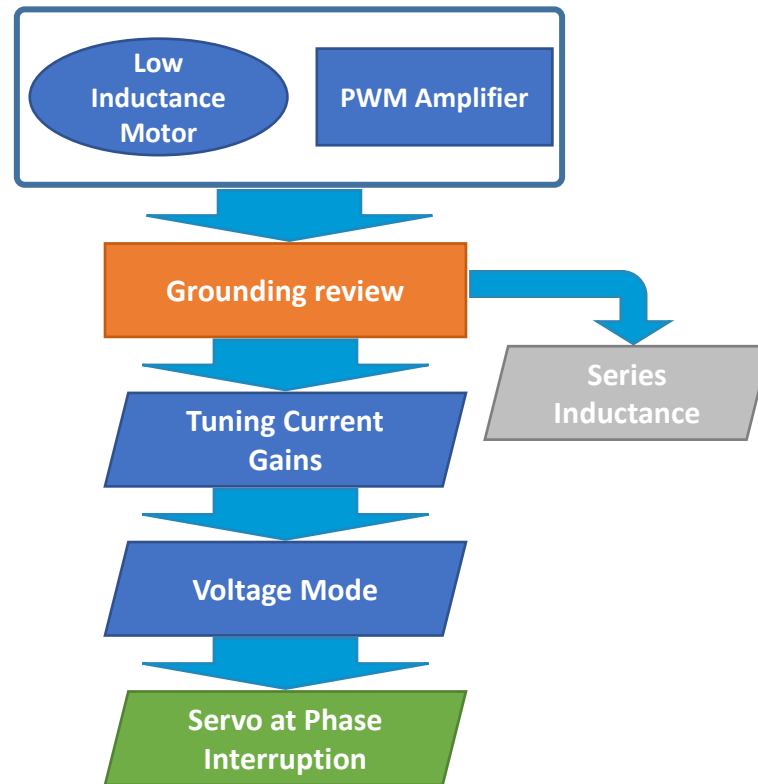 Low
Inductance
Motor
PWM Amplifier
Grounding review
Series
Inductance
Tuning Current
Gains
Voltage Mode
Servo at Phase
Interruption